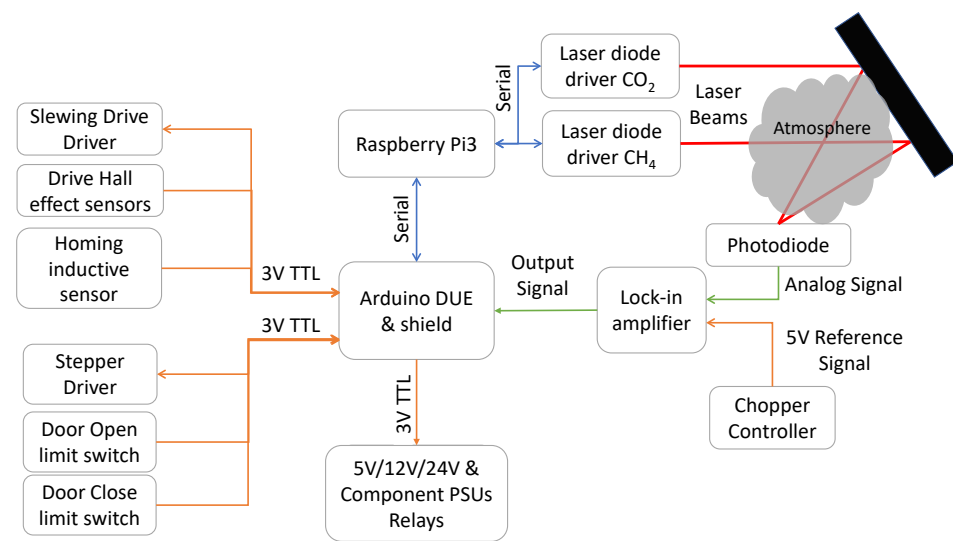 Slewing Drive
Driver
Drive Hall
effect sensors
Homing
inductive
sensor
3V TTL
3V TTL
Stepper
Driver
Door Open
limit switch
Door Close
limit switch
Raspberry Pi3
Serial
Serial
Laser diode
driver CO₂
Laser diode
driver CH₄
Laser
Beams
Atmosphere
Photodiode
Analog Signal
Lock-in
amplifier
Output
Signal
5V Reference
Signal
Chopper
Controller
Arduino DUE
& shield
3V TTL
5V/12V/24V &
Component PSUs
Relays